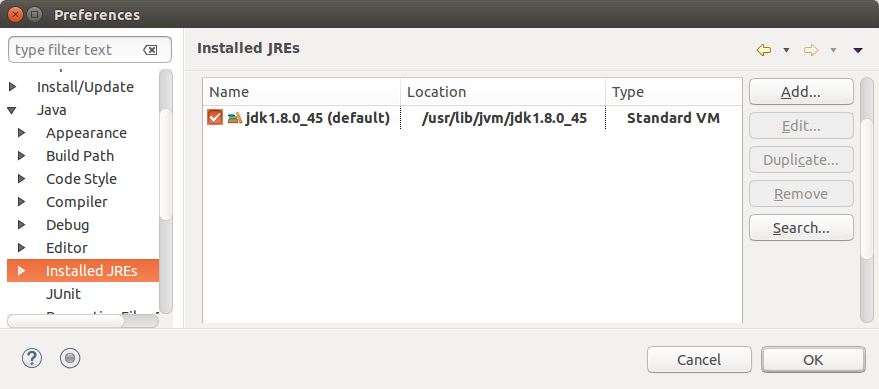 Preferences
type filter text
Installed JREs
Install/Update
Java
Appearance
Build Path
Code Style
Compiler
Debug
Editor
Installed JREs
JUnit
Name Location Type
jdk1.8.0_45 (default) /usr/lib/jvm/jdk1.8.0_45 Standard VM
Add...
Edit...
Duplicate...
Remove
Search...
Cancel
OK